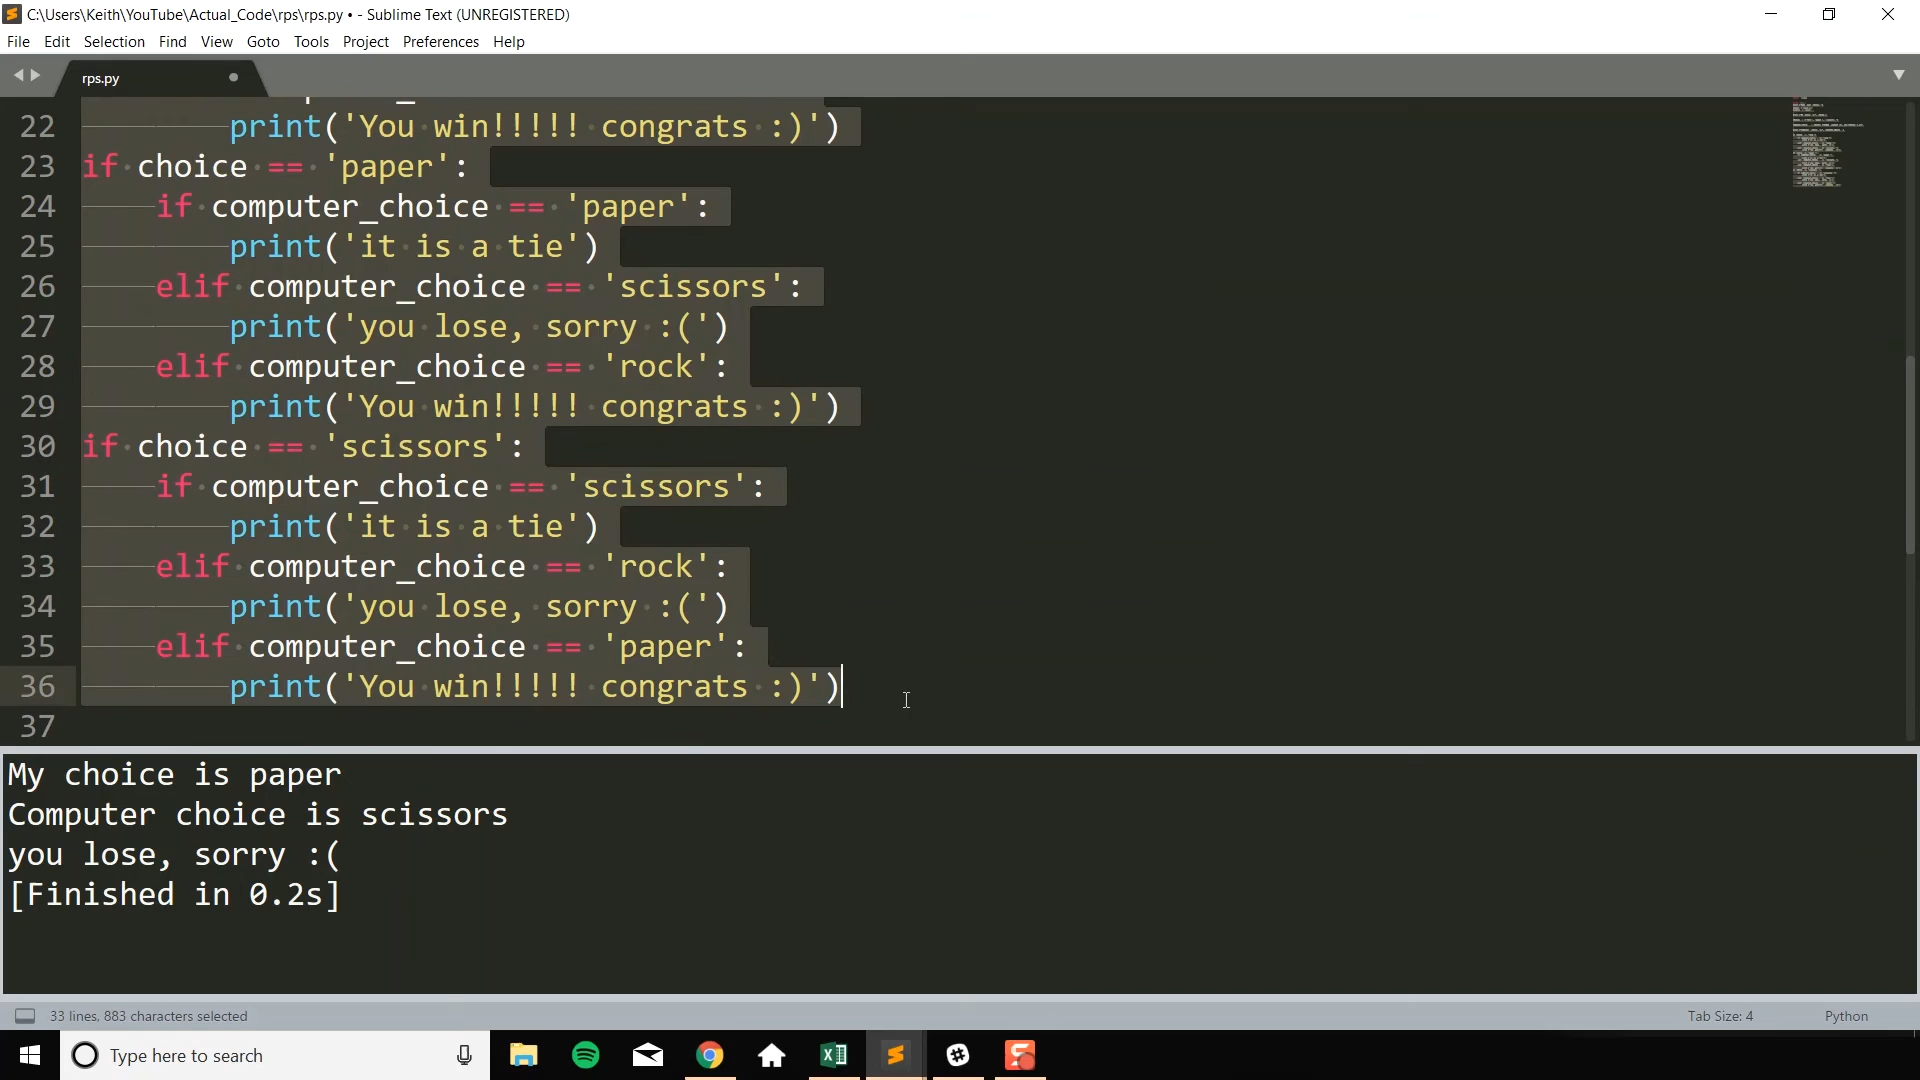 C:\Users\Keith\YouTube\Actual_Code\rps\rps.py • - Sublime Text (UNREGISTERED)
File Edit Selection Find View Goto Tools Project Preferences Help
rps.py
22 print('You win!!!!! congrats :)')
23 if choice == 'paper':
24 if computer_choice == 'paper':
25 print('it is a tie')
26 elif computer_choice == 'scissors':
27 print('you lose, sorry :(')
28 elif computer_choice == 'rock':
29 print('You win!!!!! congrats :)')
30 if choice == 'scissors':
31 if computer_choice == 'scissors':
32 print('it is a tie')
33 elif computer_choice == 'rock':
34 print('you lose, sorry :(')
35 elif computer_choice == 'paper':
36 print('You win!!!!! congrats :)')
37
My choice is paper
Computer choice is scissors
you lose, sorry :(
[Finished in 0.2s]
33 lines, 883 characters selected
Tab Size: 4
Python
Type here to search